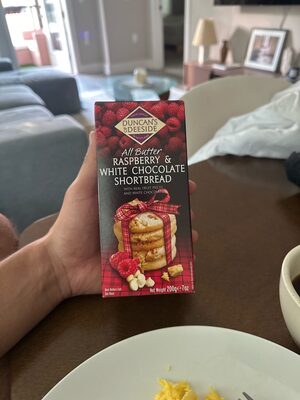 DUNCAN'S
OF DEESIDE
All Butter
RASPBERRY &
WHITE CHOCOLATE
SHORTBREAD
WITH REAL FRUIT PIECES
AND WHITE CHOCOLATE
Weight 200g e 7oz